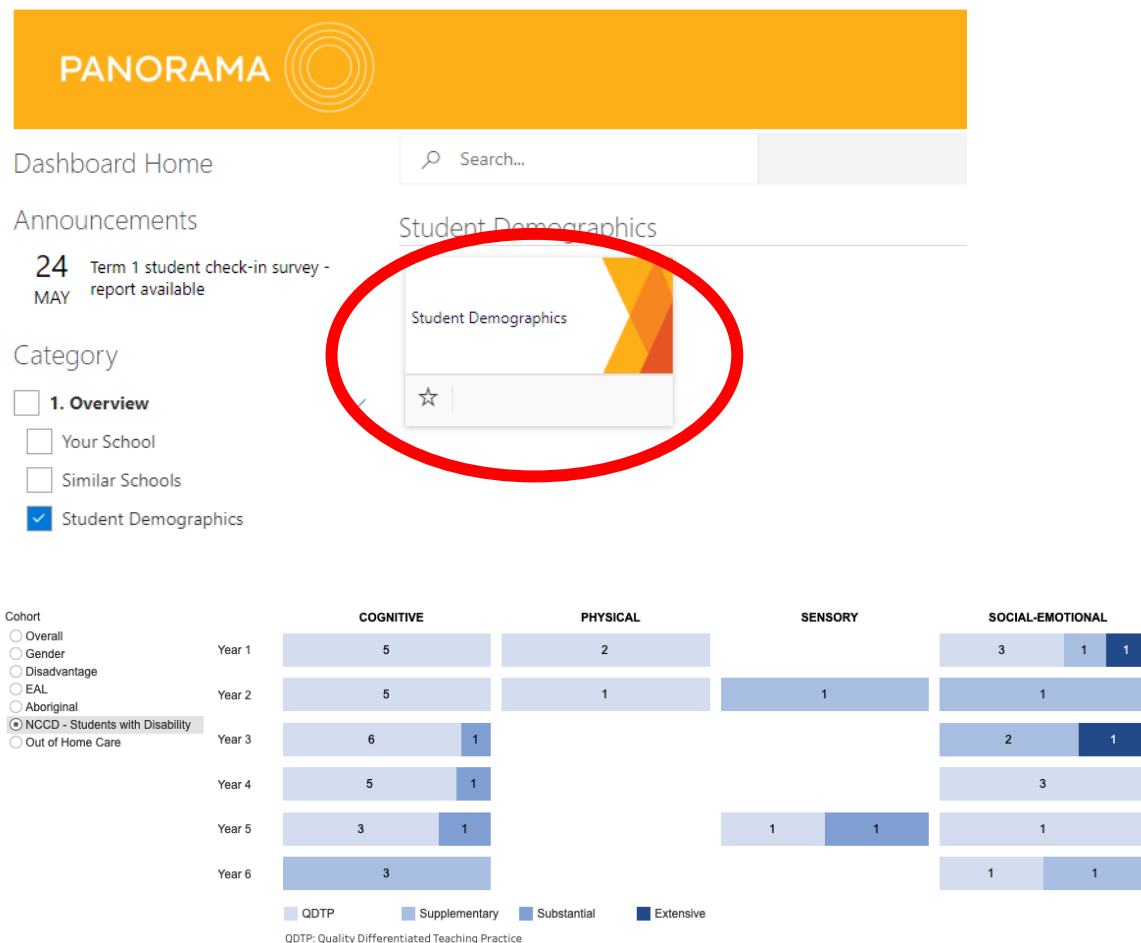 PANORAMA
Dashboard Home
Search...
Announcements
24
MAY
Term 1 student check-in survey -
report available
Student Demographics
Student Demographics
Category
1. Overview
Your School
Similar Schools
Student Demographics
Cohort
Overall
Gender
Disadvantage
EAL
Aboriginal
NCCD - Students with Disability
Out of Home Care
COGNITIVE PHYSICAL SENSORY SOCIAL-EMOTIONAL
Year 1 5 2 3 1 1
Year 2 5 1 1 1
Year 3 6 1 2 1
Year 4 5 1 3
Year 5 3 1 1 1 1
Year 6 3 1 1
QDTP Supplementary Substantial Extensive
QDTP: Quality Differentiated Teaching Practice